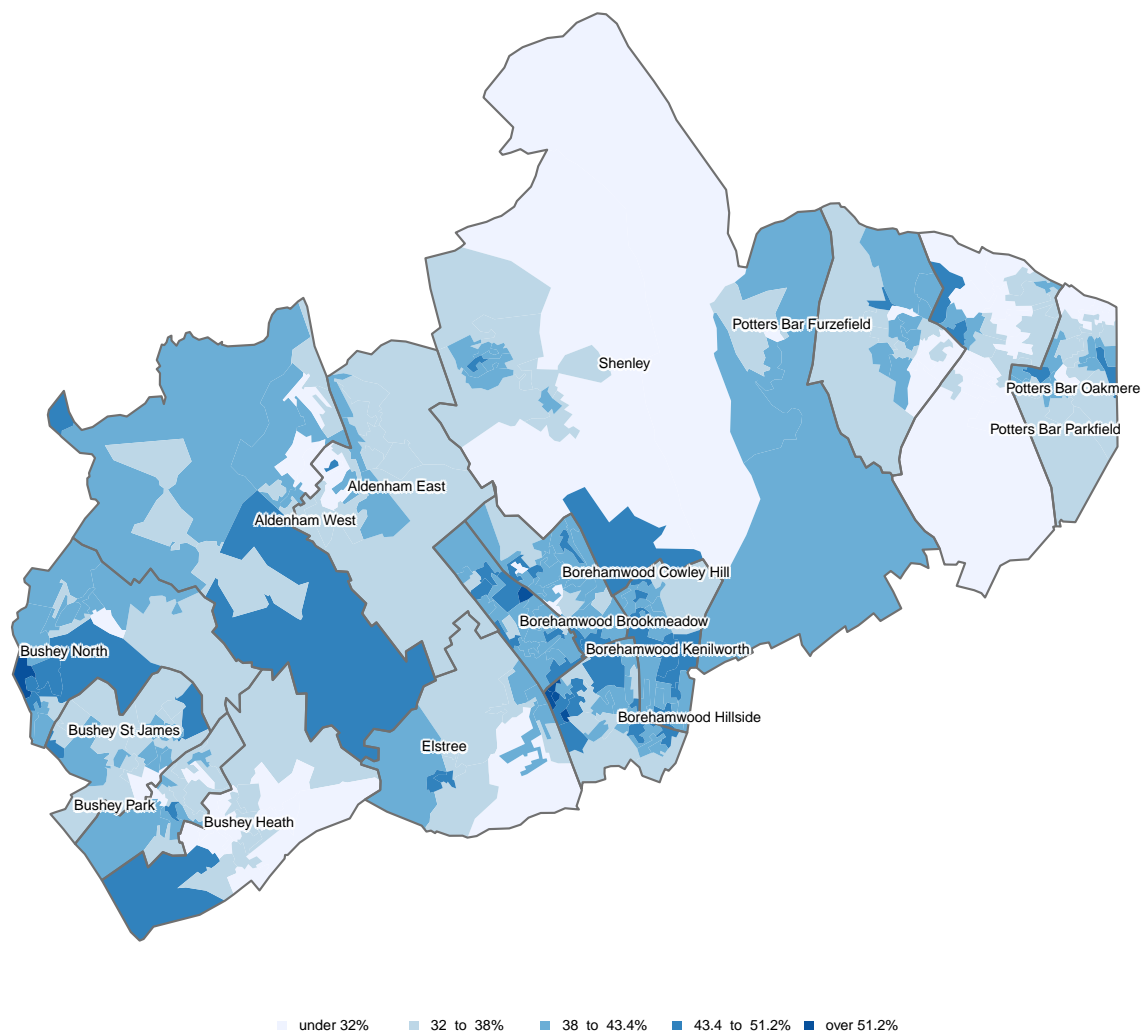 Potters Bar Furzefield
Shenley
Potters Bar Oakmere
Potters Bar Parkfield
Aldenham East
Aldenham West
Borehamwood Cowley Hill
Borehamwood Brookmeadow
Bushey North
Borehamwood Kenilworth
Borehamwood Hillside
Bushey St James
Elstree
Bushey Park
Bushey Heath
under 32% 32 to 38% 38 to 43.4% 43.4 to 51.2% over 51.2%